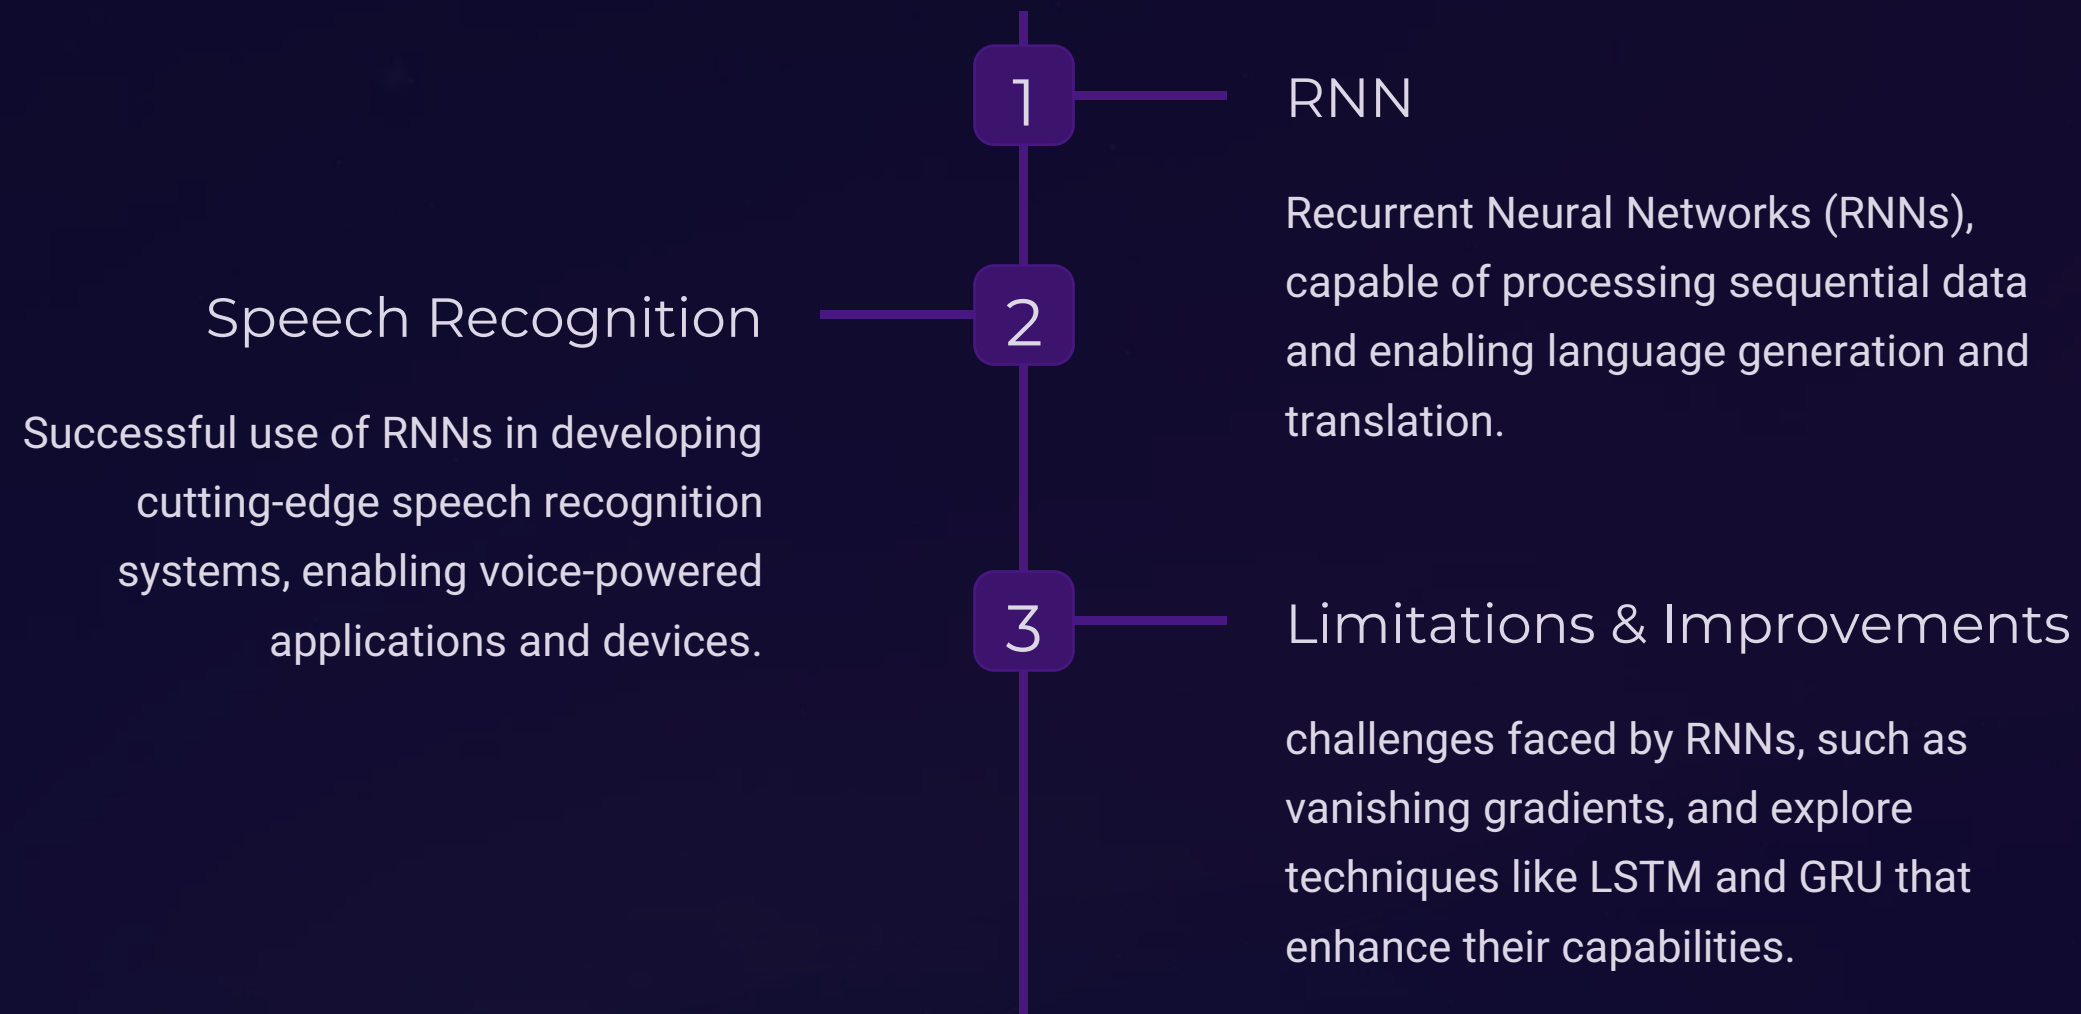 1
RNN
Recurrent Neural Networks (RNNs),
capable of processing sequential data
and enabling language generation and
translation.
2
Speech Recognition
Successful use of RNNs in developing
cutting-edge speech recognition
systems, enabling voice-powered
applications and devices.
3
Limitations & Improvements
challenges faced by RNNs, such as
vanishing gradients, and explore
techniques like LSTM and GRU that
enhance their capabilities.